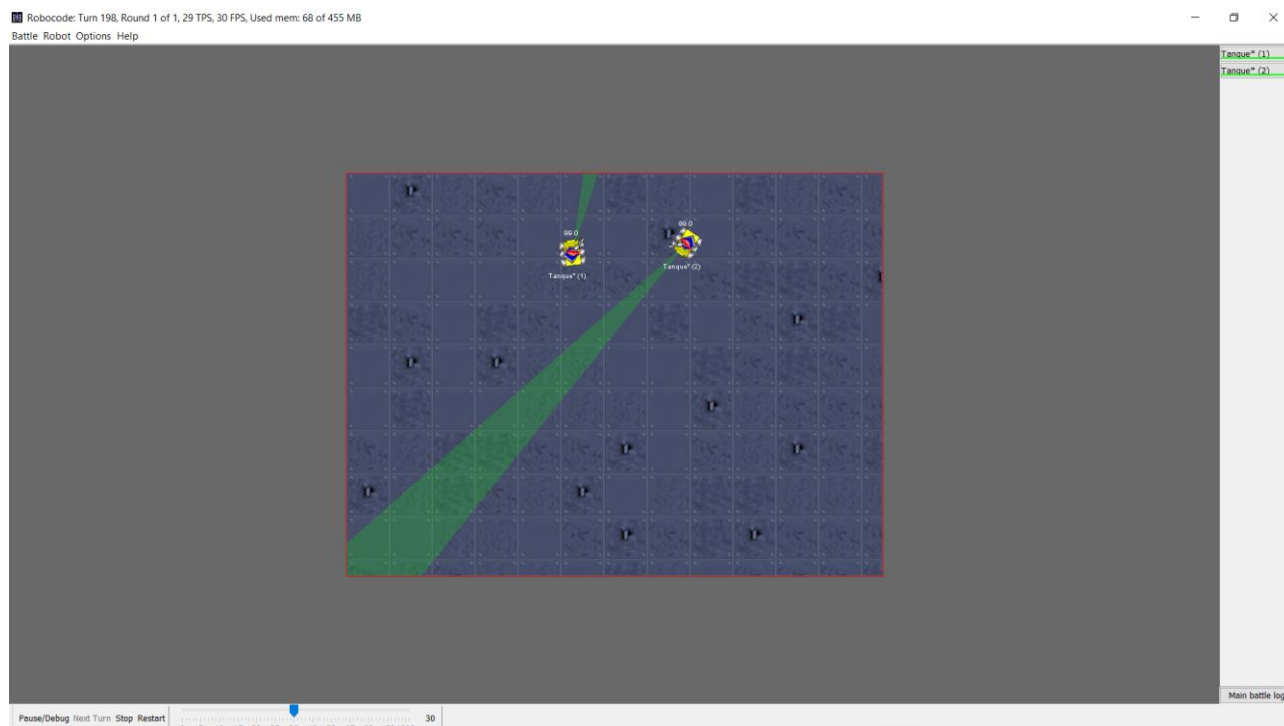 Robocode: Turn 198, Round 1 of 1, 29 TPS, 30 FPS, Used mem: 68 of 455 MB
Battle Robot Options Help
Tanque* (1)
Tanque* (2)
99.0
99.0
Tanque* (2)
Tanque* (1)
Main battle log
Pause/Debug Next Turn Stop Restart
30